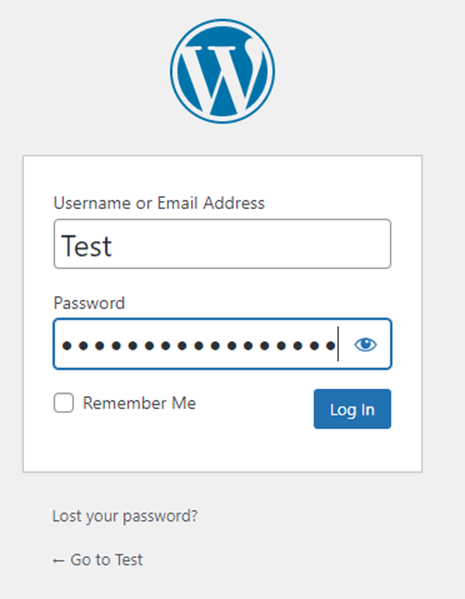 Username or Email Address
Test
Password
•••••••••••••••••
Remember Me
Log In
Lost your password?
← Go to Test